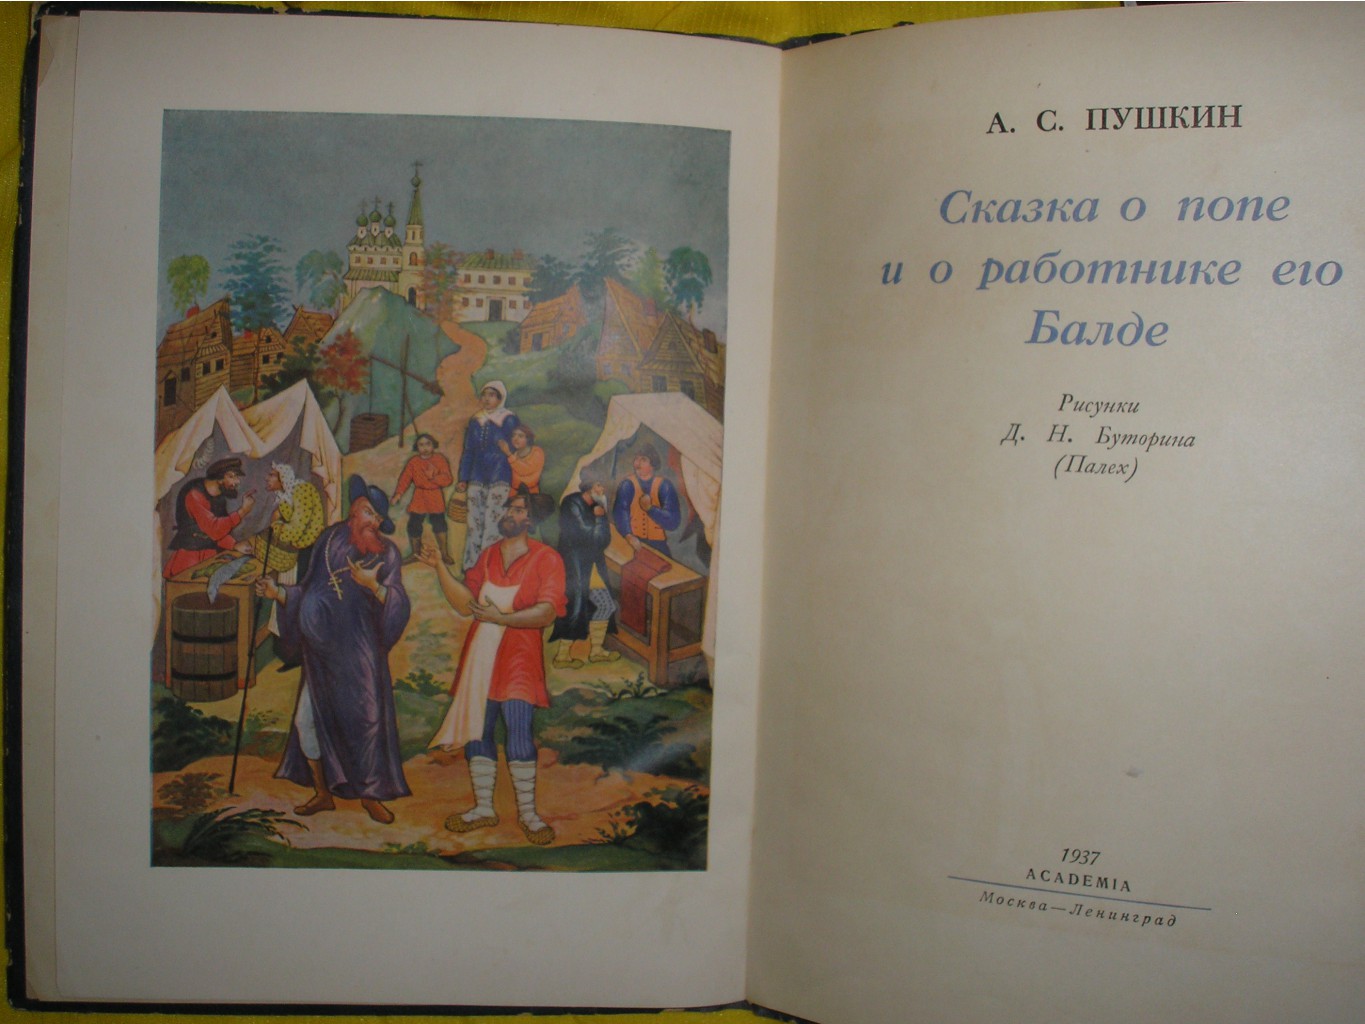 А. С. ПУШКИН
Сказка о попе
и о работнике его
Балде
Рисунки
Д. Н. Буторина
(Палех)
1937
ACADEMIA
Москва—Ленинград